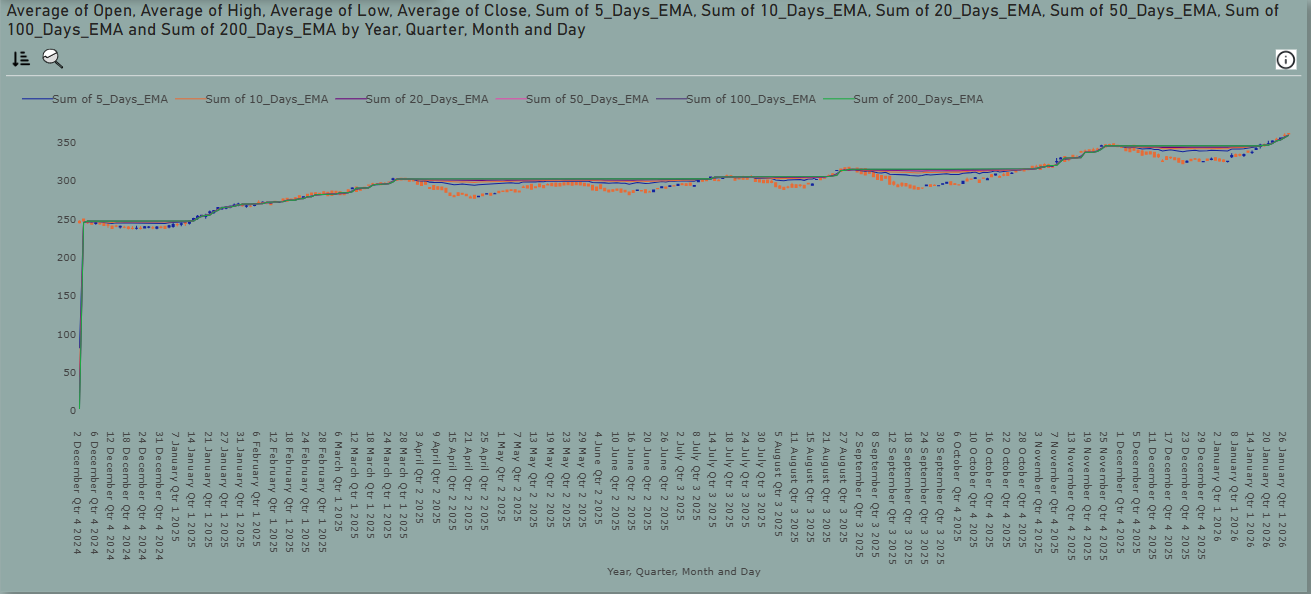 Average of Open, Average of High, Average of Low, Average of Close, Sum of 5_Days_EMA, Sum of 10_Days_EMA, Sum of 20_Days_EMA, Sum of 50_Days_EMA, Sum of
100_Days_EMA and Sum of 200_Days_EMA by Year, Quarter, Month and Day
Sum of 5_Days_EMA Sum of 10_Days_EMA Sum of 20_Days_EMA Sum of 50_Days_EMA Sum of 100_Days_EMA Sum of 200_Days_EMA
350
300
250
200
150
100
50
0
2 December Qtr 4 2024
6 December Qtr 4 2024
12 December Qtr 4 2024
18 December Qtr 4 2024
24 December Qtr 4 2024
31 December Qtr 4 2024
7 January Qtr 1 2025
14 January Qtr 1 2025
21 January Qtr 1 2025
27 January Qtr 1 2025
31 January Qtr 1 2025
6 February Qtr 1 2025
12 February Qtr 1 2025
18 February Qtr 1 2025
24 February Qtr 1 2025
28 February Qtr 1 2025
6 March Qtr 1 2025
12 March Qtr 1 2025
18 March Qtr 1 2025
24 March Qtr 1 2025
28 March Qtr 1 2025
3 April Qtr 2 2025
9 April Qtr 2 2025
15 April Qtr 2 2025
21 April Qtr 2 2025
25 April Qtr 2 2025
1 May Qtr 2 2025
7 May Qtr 2 2025
13 May Qtr 2 2025
19 May Qtr 2 2025
23 May Qtr 2 2025
29 May Qtr 2 2025
4 June Qtr 2 2025
10 June Qtr 2 2025
16 June Qtr 2 2025
20 June Qtr 2 2025
26 June Qtr 2 2025
2 July Qtr 3 2025
8 July Qtr 3 2025
14 July Qtr 3 2025
18 July Qtr 3 2025
24 July Qtr 3 2025
30 July Qtr 3 2025
5 August Qtr 3 2025
11 August Qtr 3 2025
15 August Qtr 3 2025
21 August Qtr 3 2025
27 August Qtr 3 2025
2 September Qtr 3 2025
8 September Qtr 3 2025
12 September Qtr 3 2025
18 September Qtr 3 2025
24 September Qtr 3 2025
30 September Qtr 3 2025
6 October Qtr 4 2025
10 October Qtr 4 2025
16 October Qtr 4 2025
22 October Qtr 4 2025
28 October Qtr 4 2025
3 November Qtr 4 2025
7 November Qtr 4 2025
13 November Qtr 4 2025
19 November Qtr 4 2025
25 November Qtr 4 2025
1 December Qtr 4 2025
5 December Qtr 4 2025
11 December Qtr 4 2025
17 December Qtr 4 2025
23 December Qtr 4 2025
29 December Qtr 4 2025
2 January Qtr 1 2026
8 January Qtr 1 2026
14 January Qtr 1 2026
20 January Qtr 1 2026
26 January Qtr 1 2026
Year, Quarter, Month and Day